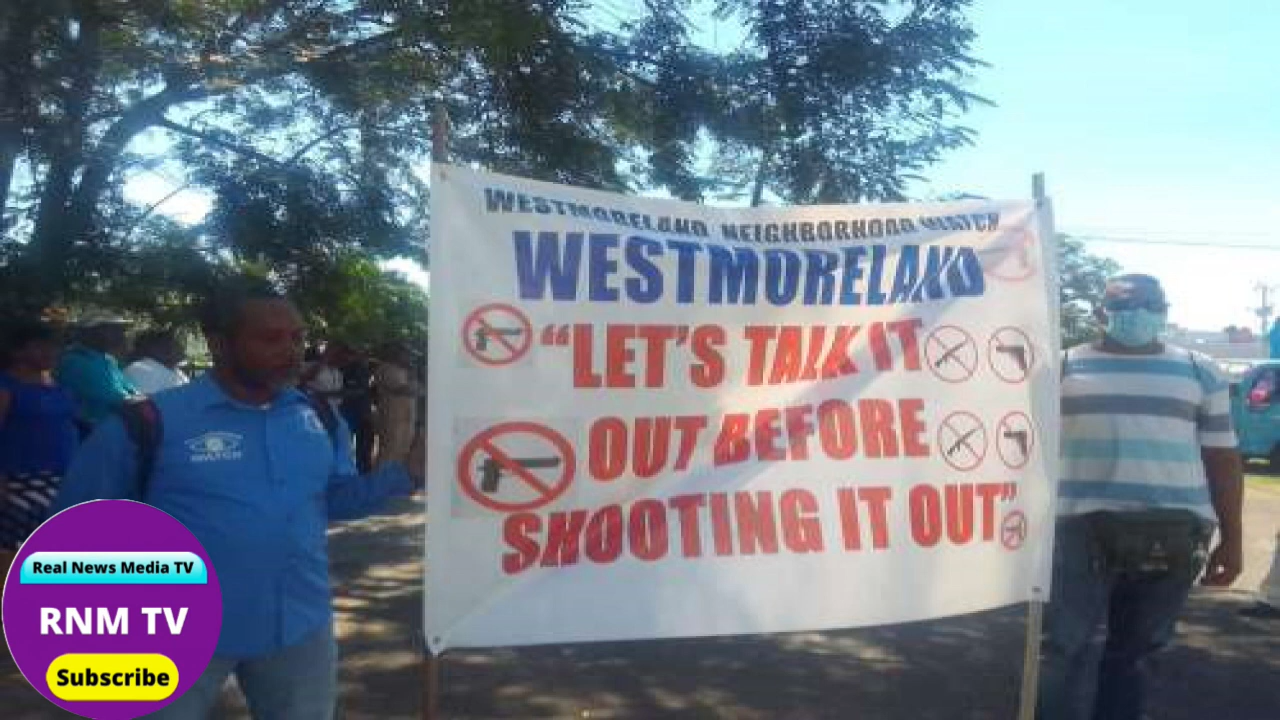 WESTMORELAND NEIGHBORHOOD WATCH
WESTMORELAND
"LET'S TALK IT
OUT BEFORE
SHOOTING IT OUT"
WATCH
Real News Media TV
RNM TV
Subscribe